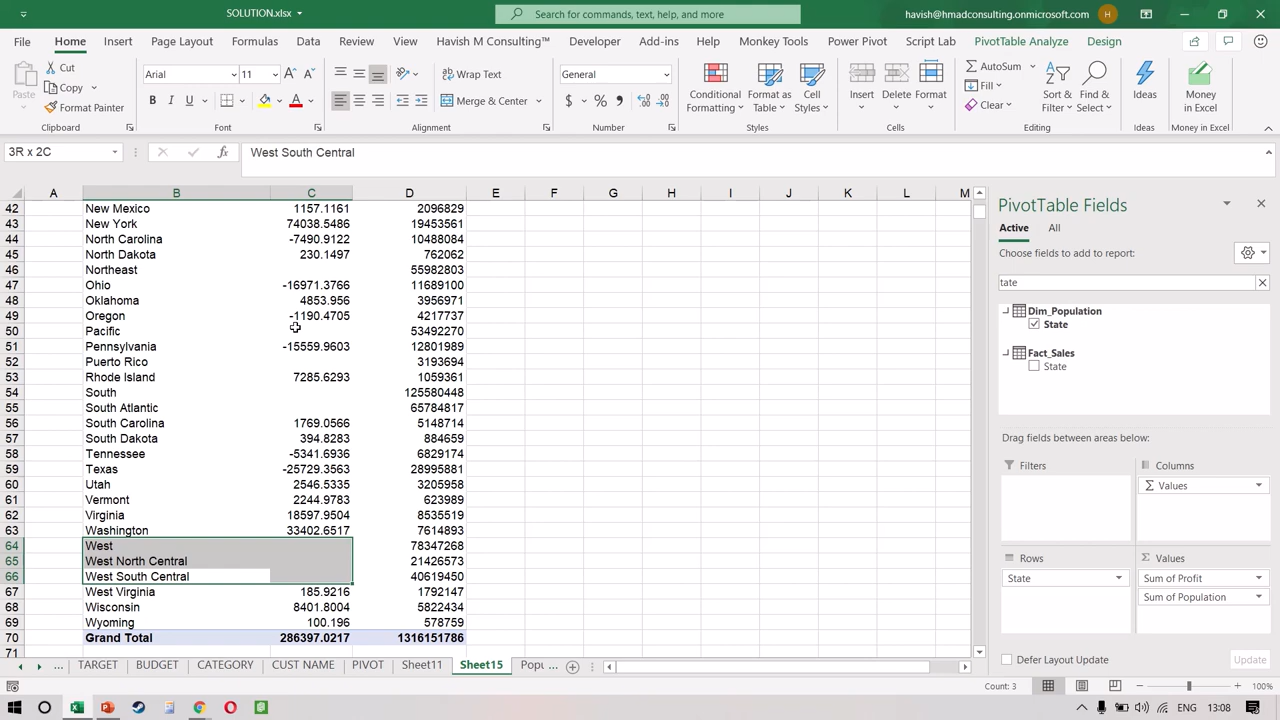 SOLUTION.xlsx
Search for commands, text, help, and more
havish@hmadconsulting.onmicrosoft.com
H
File
Home
Insert
Page Layout
Formulas
Data
Review
View
Havish M Consulting™
Developer
Add-ins
Help
Monkey Tools
Power Pivot
Script Lab
PivotTable Analyze
Design
Paste
Cut
Copy
Format Painter
Clipboard
Arial
11
B I U
A
Font
Wrap Text
Merge & Center
Alignment
General
$ % ,
Number
Conditional Formatting
Format as Table
Cell Styles
Styles
Insert
Delete
Format
Cells
AutoSum
Fill
Clear
Sort & Filter
Find & Select
Editing
Ideas
Ideas
Money in Excel
Money in Excel
3R x 2C
fx
West South Central
A B C D E F G H I J K L M
42 New Mexico 1157.1161 2096829
43 New York 74038.5486 19453561
44 North Carolina -7490.9122 10488084
45 North Dakota 230.1497 762062
46 Northeast 55982803
47 Ohio -16971.3766 11689100
48 Oklahoma 4853.956 3956971
49 Oregon -1190.4705 4217737
50 Pacific 53492270
51 Pennsylvania -15559.9603 12801989
52 Puerto Rico 3193694
53 Rhode Island 7285.6293 1059361
54 South 125580448
55 South Atlantic 65784817
56 South Carolina 1769.0566 5148714
57 South Dakota 394.8283 884659
58 Tennessee -5341.6936 6829174
59 Texas -25729.3563 28995881
60 Utah 2546.5335 3205958
61 Vermont 2244.9783 623989
62 Virginia 18597.9504 8535519
63 Washington 33402.6517 7614893
64 West 78347268
65 West North Central 21426573
66 West South Central 40619450
67 West Virginia 185.9216 1792147
68 Wisconsin 8401.8004 5822434
69 Wyoming 100.196 578759
70 Grand Total 286397.0217 1316151786
71
PivotTable Fields
Active
All
Choose fields to add to report:
tate
Dim_Population
State
Fact_Sales
State
Drag fields between areas below:
Filters
Columns
Σ Values
Rows
State
Σ Values
Sum of Profit
Sum of Population
Defer Layout Update
Update
... TARGET BUDGET CATEGORY CUST NAME PIVOT Sheet11 Sheet15 Popu ...
Count: 3
100%
ENG
13:08